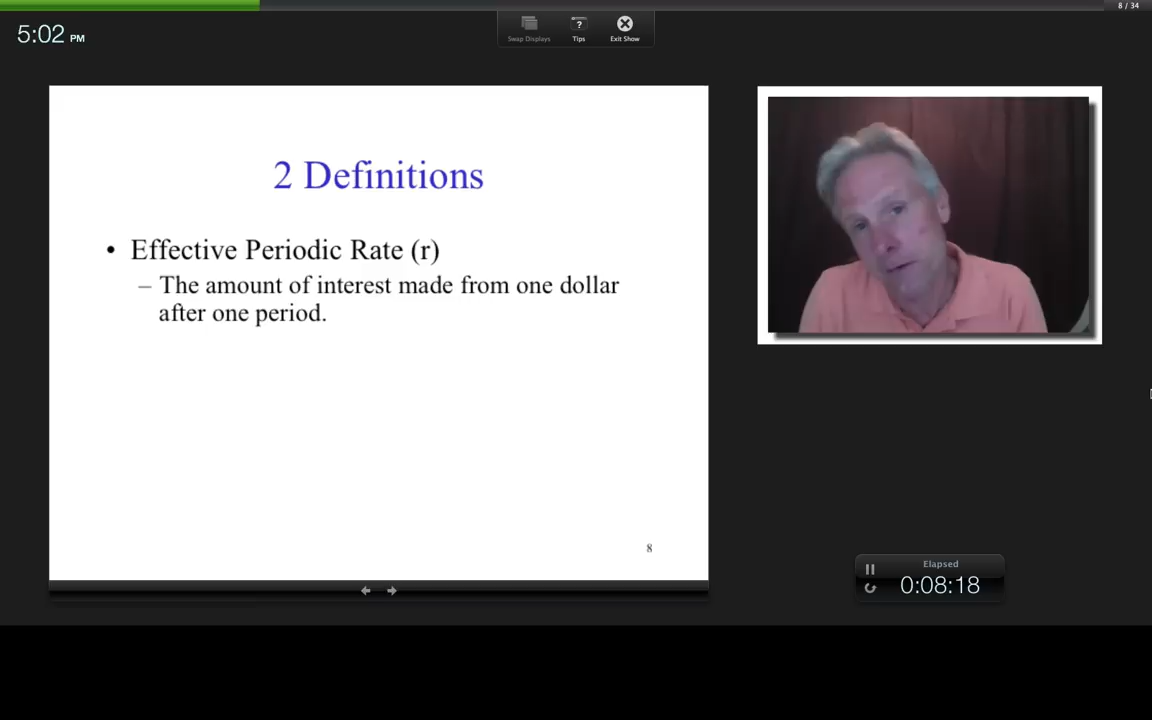 8 / 34
5:02 PM
?
Swap Displays
Tips
Exit Show
2 Definitions
• Effective Periodic Rate (r)
– The amount of interest made from one dollar
after one period.
8
Elapsed
0:08:18